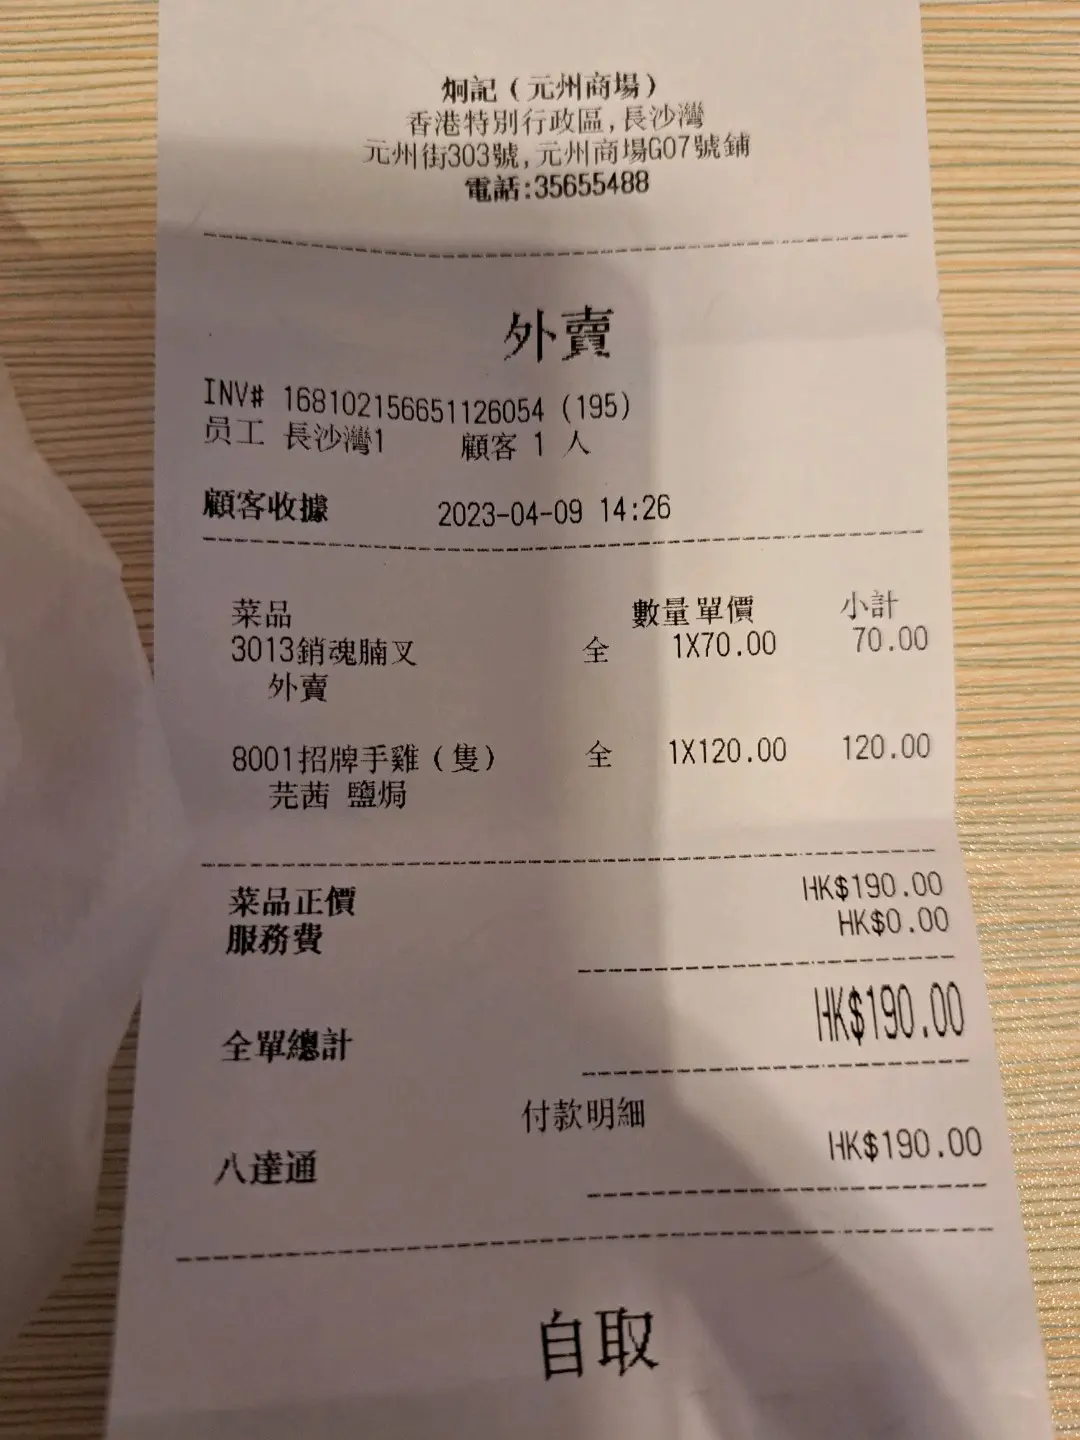 炯記（元州商場）
香港特別行政區,長沙灣
元州街303號,元州商場G07號鋪
電話:35655488
外賣
INV# 168102156651126054 (195)
员工 長沙灣1 顧客 1 人
顧客收據 2023-04-09 14:26
菜品 數量 單價 小計
3013銷魂腩叉 全 1X70.00 70.00
外賣
8001招牌手雞（隻） 全 1X120.00 120.00
芫茜 鹽焗
菜品正價 HK$190.00
服務費 HK$0.00
全單總計 HK$190.00
付款明細
八達通 HK$190.00
自取